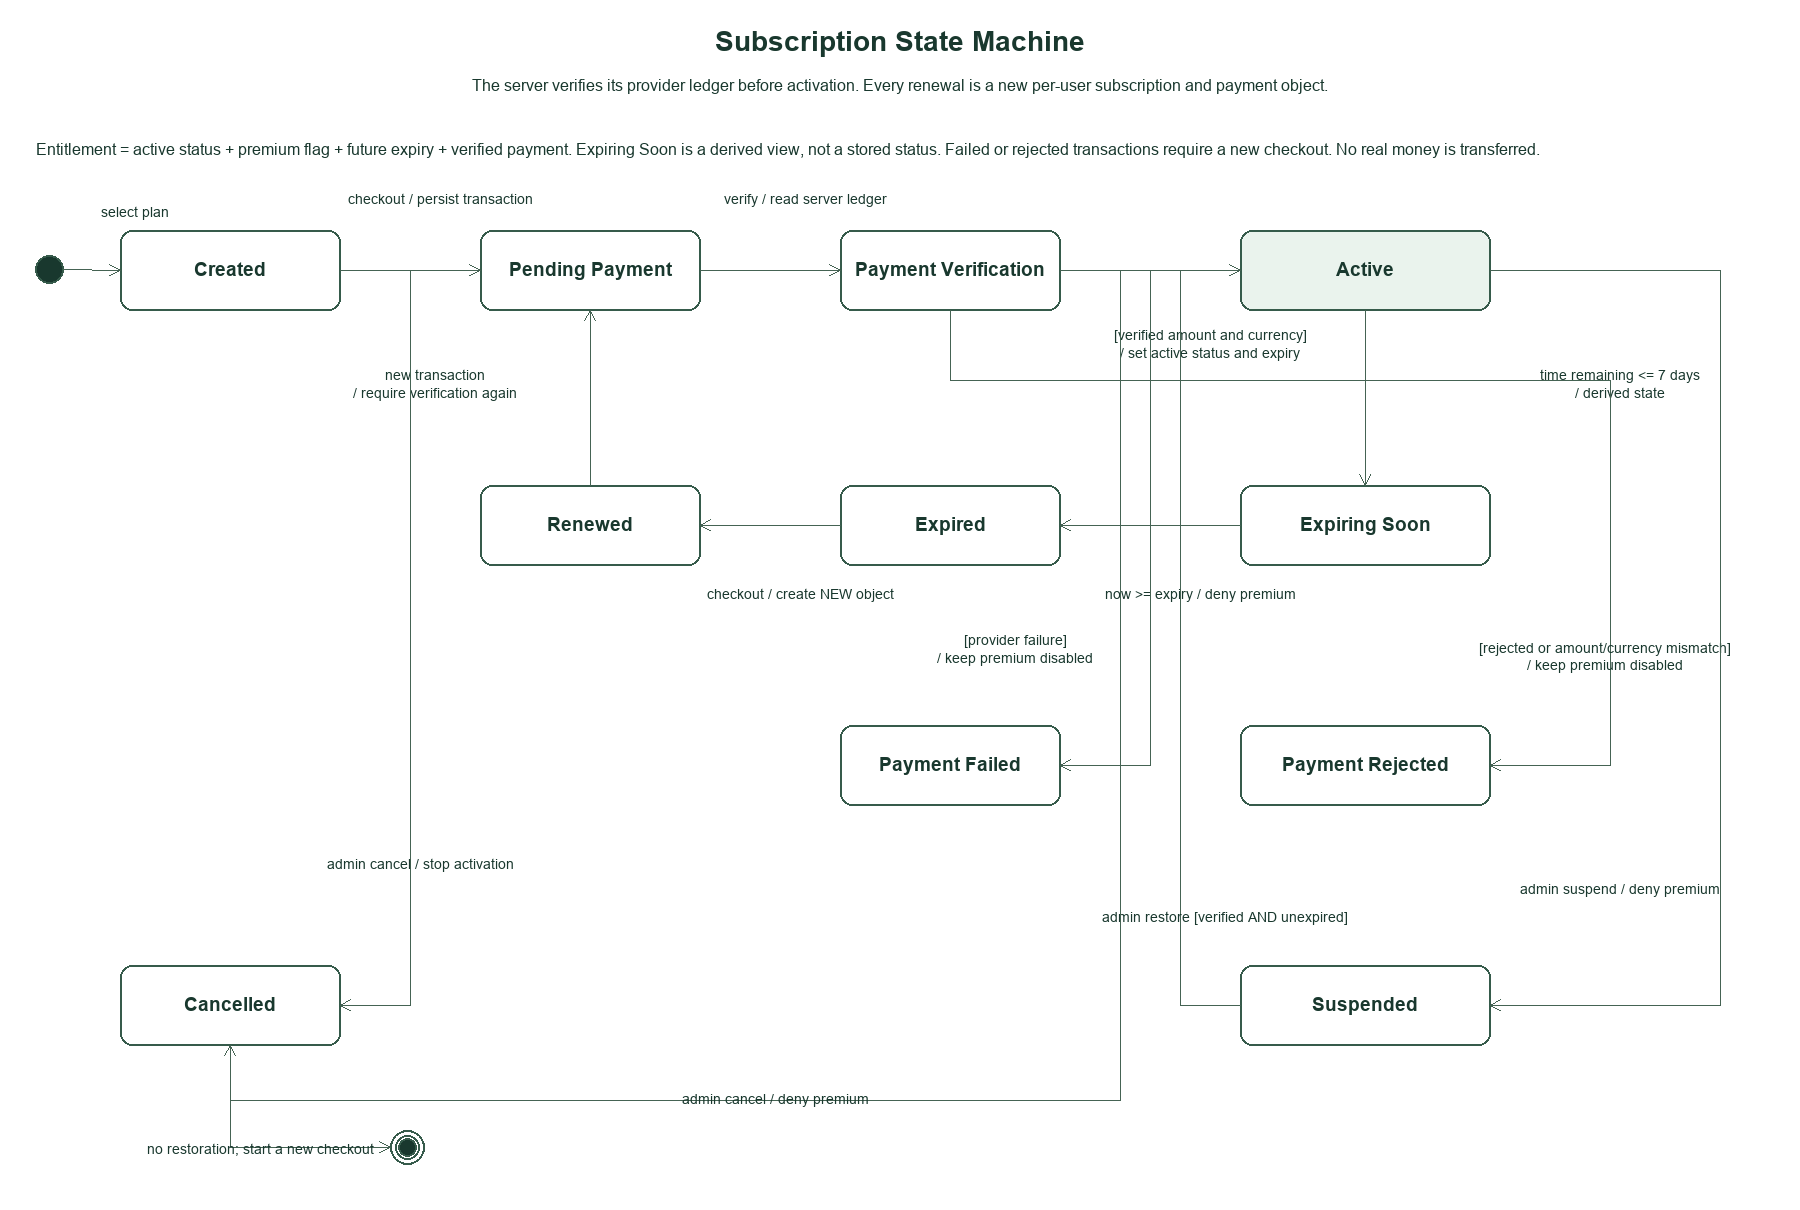 Subscription State Machine
The server verifies its provider ledger before activation. Every renewal is a new per-user subscription and payment object.
Entitlement = active status + premium flag + future expiry + verified payment. Expiring Soon is a derived view, not a stored status. Failed or rejected transactions require a new checkout. No real money is transferred.
select plan
checkout / persist transaction
verify / read server ledger
Created
Pending Payment
Payment Verification
Active
[verified amount and currency]
/ set active status and expiry
new transaction
/ require verification again
time remaining <= 7 days
/ derived state
Renewed
Expired
Expiring Soon
checkout / create NEW object
now >= expiry / deny premium
[provider failure]
/ keep premium disabled
[rejected or amount/currency mismatch]
/ keep premium disabled
Payment Failed
Payment Rejected
admin cancel / stop activation
admin suspend / deny premium
admin restore [verified AND unexpired]
Cancelled
Suspended
admin cancel / deny premium
no restoration; start a new checkout